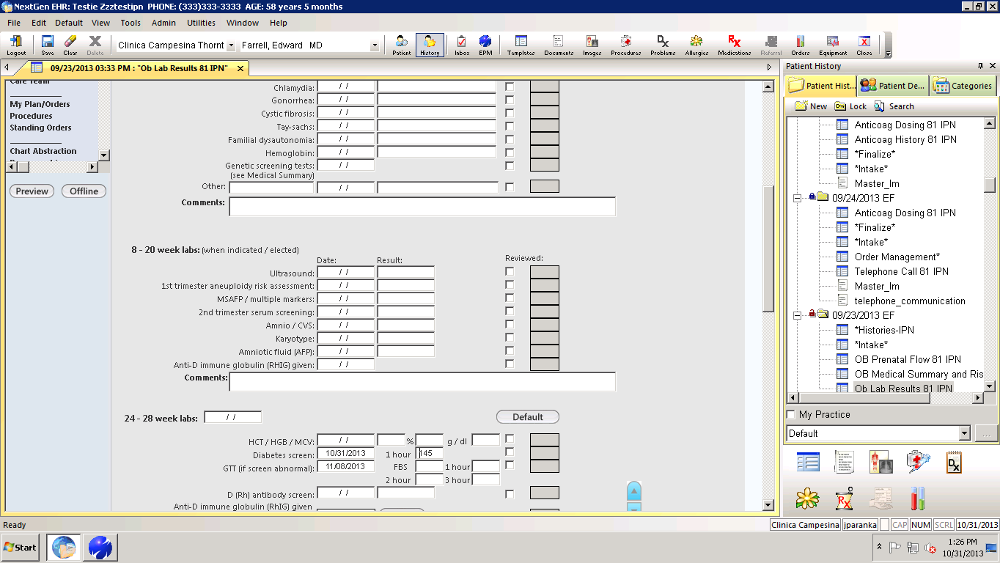 NextGen EHR: Testie Zzztestipn PHONE: (333)333-3333 AGE: 58 years 5 months
File Edit Default View Tools Admin Utilities Window Help
Logout Save Clear Delete Clinica Campesina Thornt Farrell, Edward MD Patient History Inbox EPM Templates Documents Images Procedures Problems Allergies Medications Referral Orders Equipment Close
09/23/2013 03:33 PM : "Ob Lab Results 81 IPN"
Care Team
My Plan/Orders
Procedures
Standing Orders
Chart Abstraction
Preview Offline
Chlamydia: / /
Gonorrhea: / /
Cystic fibrosis: / /
Tay-sachs: / /
Familial dysautonomia: / /
Hemoglobin: / /
Genetic screening tests: / /
(see Medical Summary)
Other: / /
Comments:
8 - 20 week labs: (when indicated / elected)
Date: Result: Reviewed:
Ultrasound: / /
1st trimester aneuploidy risk assessment: / /
MSAFP / multiple markers: / /
2nd trimester serum screening: / /
Amnio / CVS: / /
Karyotype: / /
Amniotic fluid (AFP): / /
Anti-D immune globulin (RHIG) given: / /
Comments:
24 - 28 week labs: / / Default
HCT / HGB / MCV: / / % g / dl
Diabetes screen: 10/31/2013 1 hour 145
GTT (if screen abnormal): 11/08/2013 FBS 1 hour
2 hour 3 hour
D (Rh) antibody screen: / /
Anti-D immune globulin (RhIG) given
Patient History
Patient Hist... Patient De... Categories
New Lock Search
Anticoag Dosing 81 IPN
Anticoag History 81 IPN
*Finalize*
*Intake*
Master_Im
09/24/2013 EF
Anticoag Dosing 81 IPN
*Finalize*
*Intake*
Order Management*
Telephone Call 81 IPN
Master_Im
telephone_communication
09/23/2013 EF
*Histories-IPN
*Intake*
OB Prenatal Flow 81 IPN
OB Medical Summary and Ris
Ob Lab Results 81 IPN
My Practice
Default ...
Ready Clinica Campesina jparanka CAP NUM SCRL 10/31/2013
Start 1:26 PM
10/31/2013